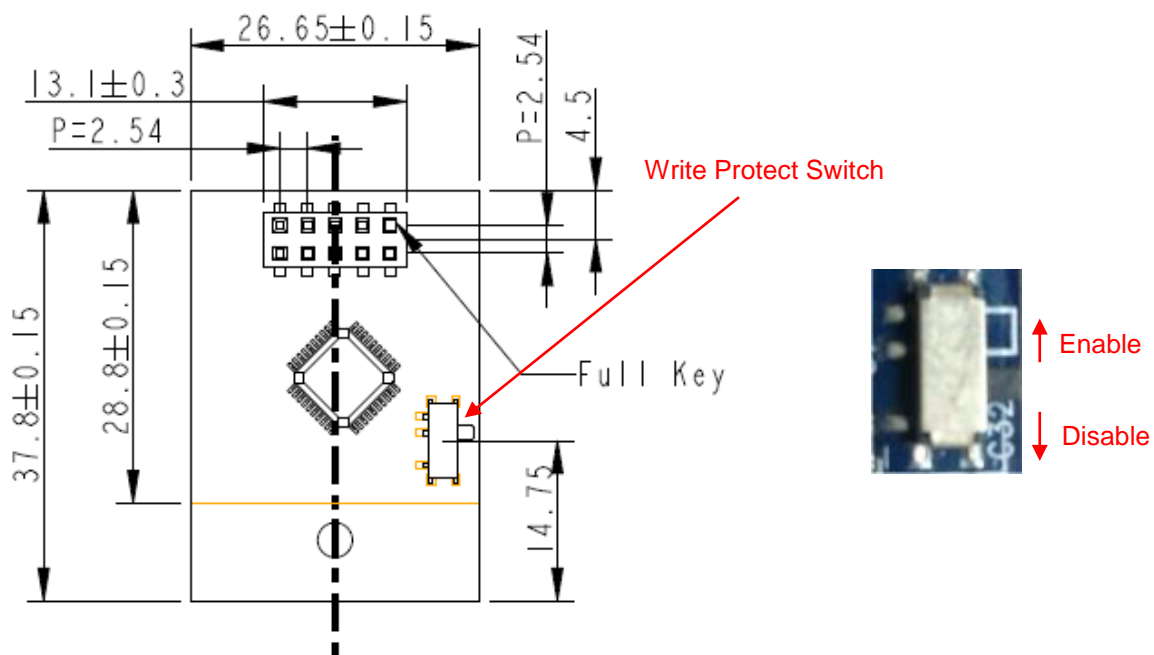 26.65±0.15
13.1±0.3
P=2.54
P=2.54
4.5
Write Protect Switch
37.8±0.15
28.8±0.15
Full Key
14.75
Enable
Disable
C32